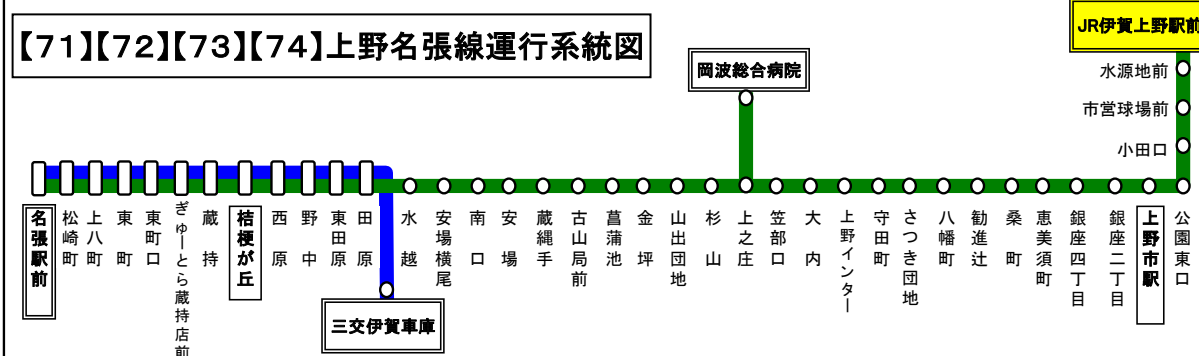 【71】【72】【73】【74】上野名張線運行系統図
JR伊賀上野駅前
岡波総合病院
水源地前
市営球場前
小田口
名張駅前
松崎町
上八町
東町
東町口
ぎゅーとら蔵持店前
蔵持
桔梗が丘
西原
野中
東田原
田原
水越
安場横尾
南口
安場
蔵縄手
古山局前
菖蒲池
金坪
山出団地
杉山
上之庄
笠部口
大内
上野インター
守田町
さつき団地
八幡町
勧進辻
桑町
恵美須町
銀座四丁目
銀座二丁目
上野市駅
公園東口
三交伊賀車庫